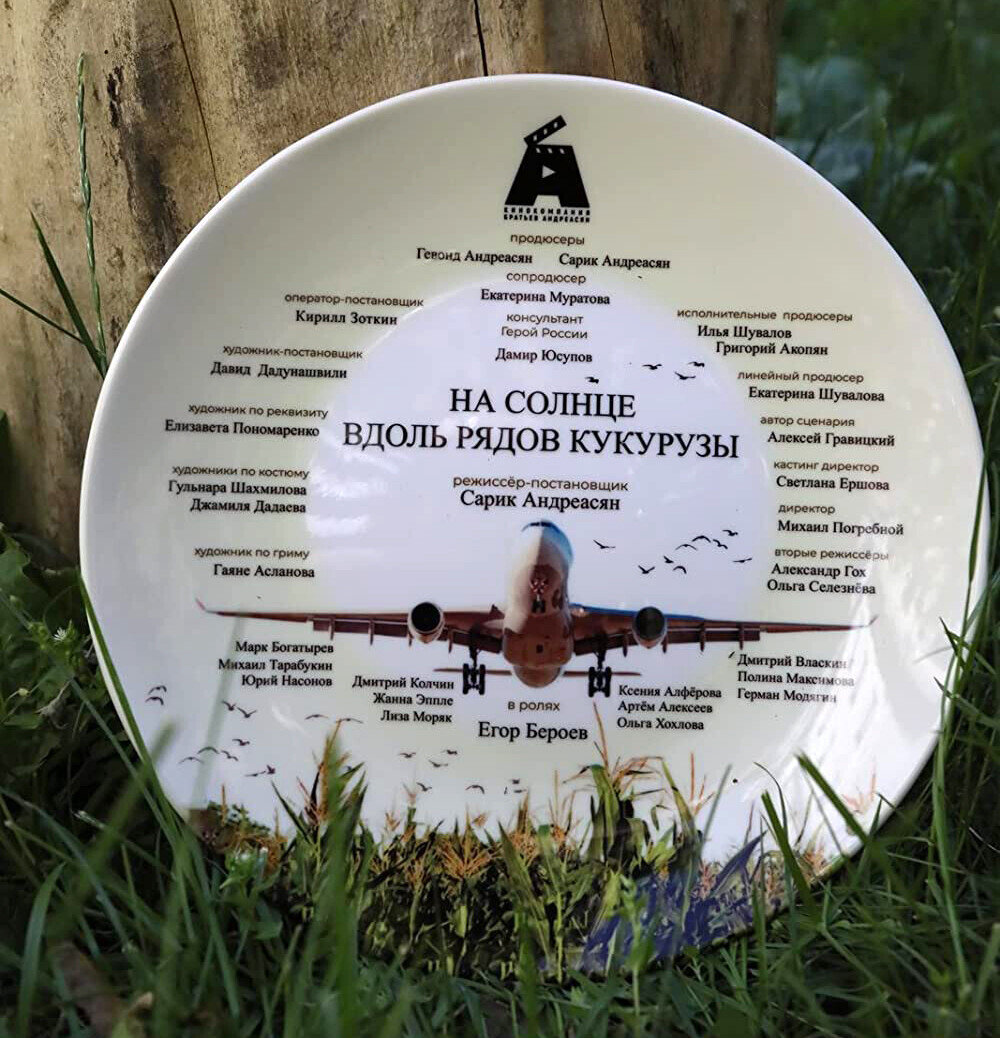 КИНОКОМПАНИЯ
БРАТЬЕВ АНДРЕАСЯН
продюсеры
Гевонд Андреасян Сарик Андреасян
сопродюсер
Екатерина Муратова
консультант
Герой России
Дамир Юсупов
оператор-постановщик
Кирилл Зоткин
художник-постановщик
Давид Дадунашвили
художник по реквизиту
Елизавета Пономаренко
художники по костюму
Гульнара Шахмилова
Джамиля Дадаева
художник по гриму
Гаяне Асланова
исполнительные продюсеры
Илья Шувалов
Григорий Акопян
линейный продюсер
Екатерина Шувалова
автор сценария
Алексей Гравицкий
кастинг директор
Светлана Ершова
директор
Михаил Погребной
вторые режиссёры
Александр Гох
Ольга Селезнёва
НА СОЛНЦЕ
ВДОЛЬ РЯДОВ КУКУРУЗЫ
режиссёр-постановщик
Сарик Андреасян
Марк Богатырев
Михаил Тарабукин
Юрий Насонов
Дмитрий Колчин
Жанна Эппле
Лиза Моряк
в ролях
Егор Бероев
Ксения Алфёрова
Артём Алексеев
Ольга Хохлова
Дмитрий Власкин
Полина Максимова
Герман Модягин